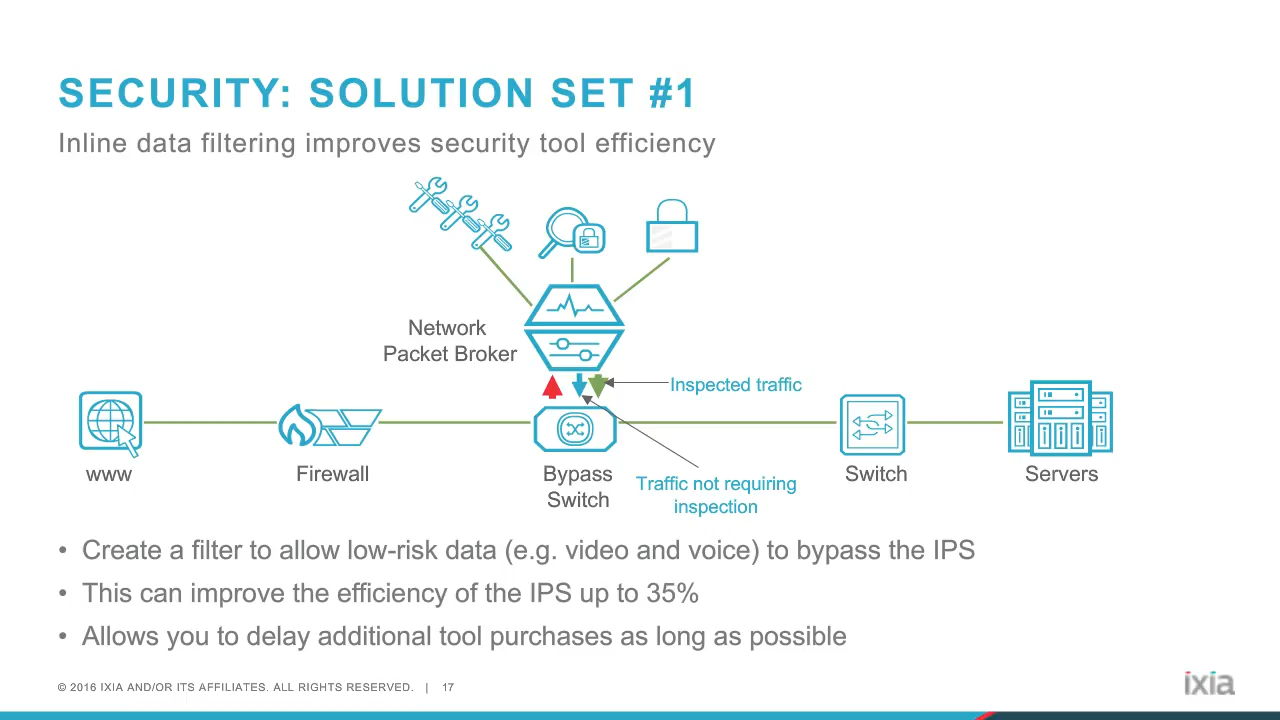 SECURITY: SOLUTION SET #1
Inline data filtering improves security tool efficiency
Network
Packet Broker
Inspected traffic
www
Firewall
Bypass
Switch
Traffic not requiring
inspection
Switch
Servers
• Create a filter to allow low-risk data (e.g. video and voice) to bypass the IPS
• This can improve the efficiency of the IPS up to 35%
• Allows you to delay additional tool purchases as long as possible
© 2016 IXIA AND/OR ITS AFFILIATES. ALL RIGHTS RESERVED. | 17
ixia